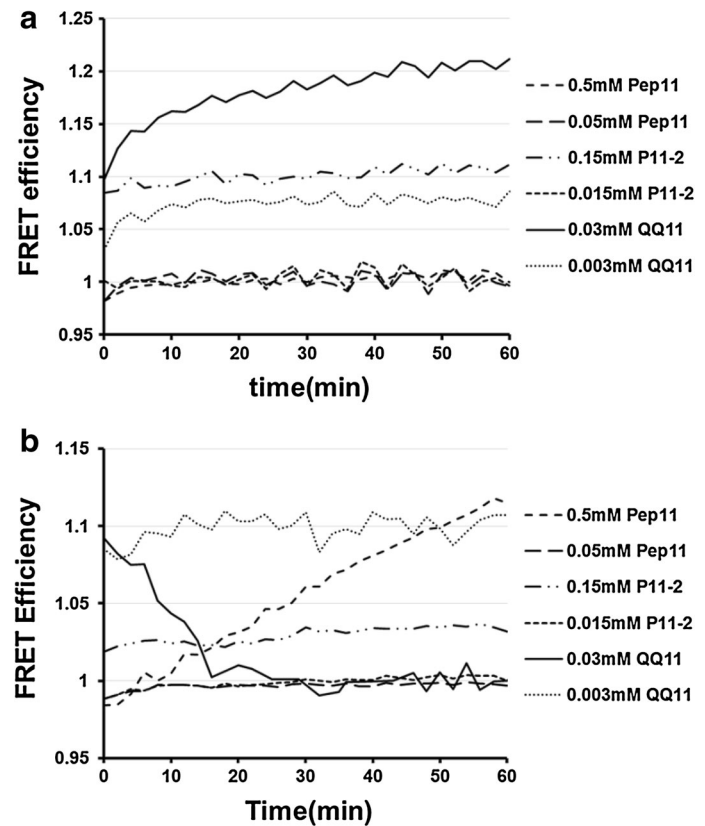 a
1.25
1.2
1.15
1.1
1.05
1
0.95
FRET efficiency
0 10 20 30 40 50 60
time(min)
0.5mM Pep11
0.05mM Pep11
0.15mM P11-2
0.015mM P11-2
0.03mM QQ11
0.003mM QQ11
b
1.15
1.1
1.05
1
0.95
FRET Efficiency
0 10 20 30 40 50 60
Time(min)
0.5mM Pep11
0.05mM Pep11
0.15mM P11-2
0.015mM P11-2
0.03mM QQ11
0.003mM QQ11